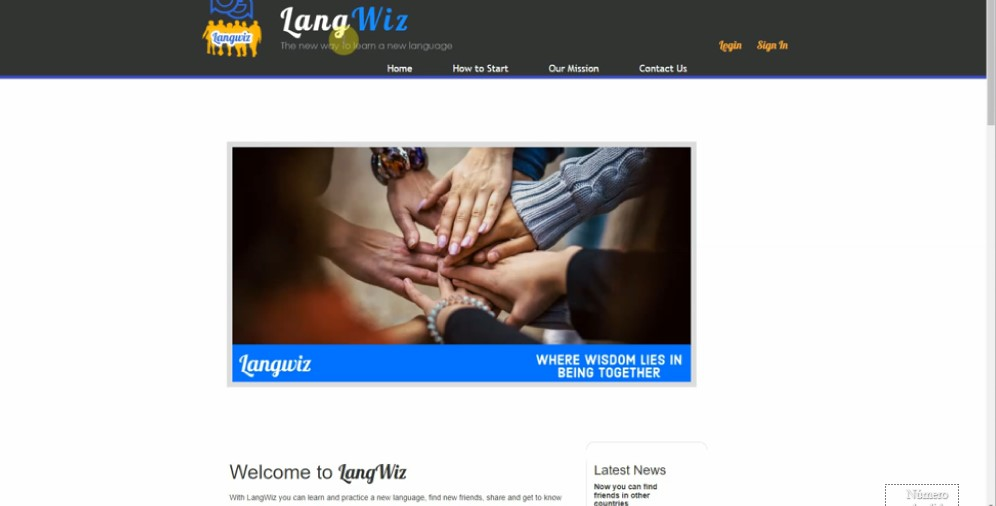 LangWiz
Langwiz
The new way to learn a new language
Login Sign In
Home How to Start Our Mission Contact Us
Langwiz
WHERE WISDOM LIES IN
BEING TOGETHER
Welcome to LangWiz
With LangWiz you can learn and practice a new language, find new friends, share and get to know
Latest News
Now you can find
friends in other
countries
Número